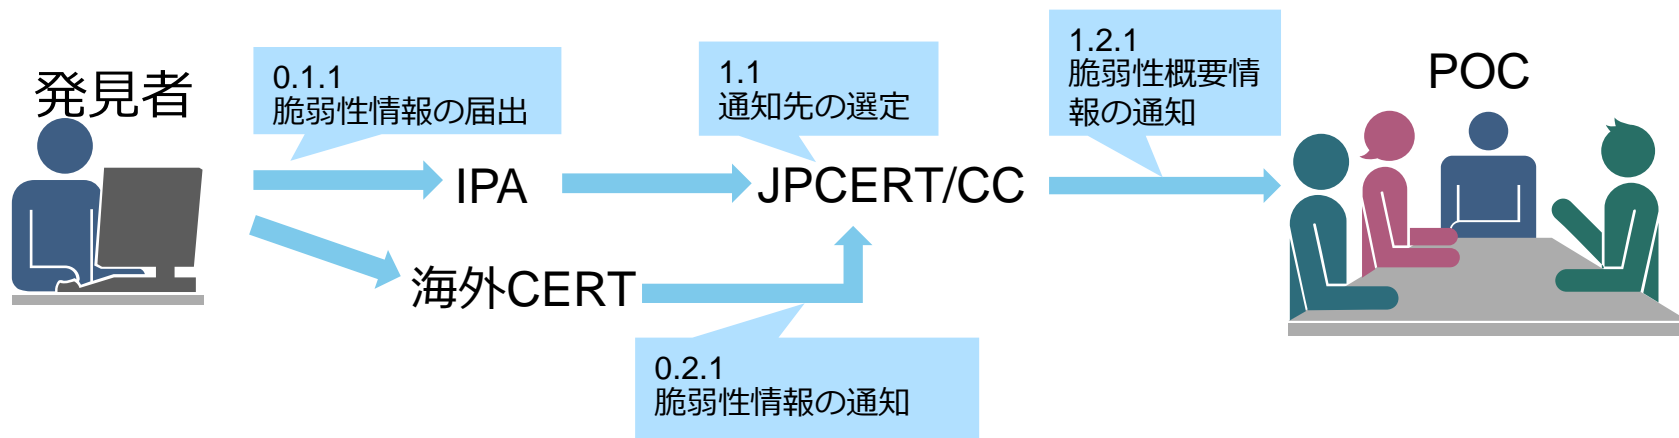 発見者
0.1.1
脆弱性情報の届出
IPA
海外CERT
0.2.1
脆弱性情報の通知
1.1
通知先の選定
JPCERT/CC
1.2.1
脆弱性概要情
報の通知
POC